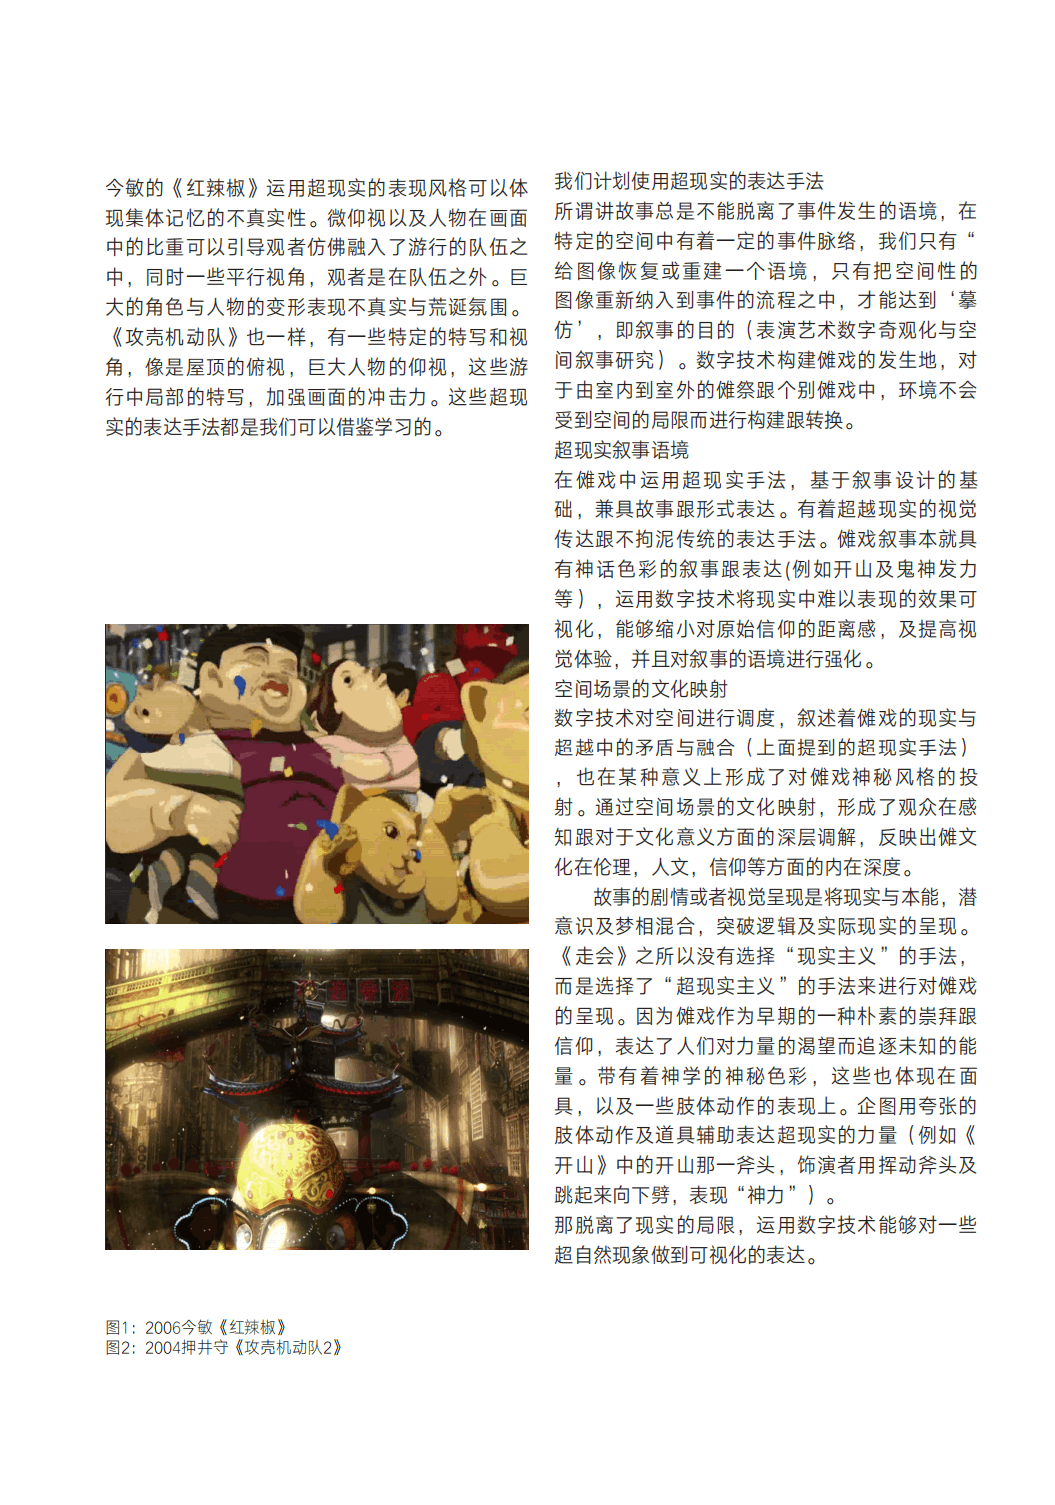 今敏的《红辣椒》运用超现实的表现风格可以体
现集体记忆的不真实性。微仰视以及人物在画面
中的比重可以引导观者仿佛融入了游行的队伍之
中，同时一些平行视角，观者是在队伍之外。巨
大的角色与人物的变形表现不真实与荒诞氛围。
《攻壳机动队》也一样，有一些特定的特写和视
角，像是屋顶的俯视，巨大人物的仰视，这些游
行中局部的特写，加强画面的冲击力。这些超现
实的表达手法都是我们可以借鉴学习的。
图1：2006今敏《红辣椒》
图2：2004押井守《攻壳机动队2》
我们计划使用超现实的表达手法
所谓讲故事总是不能脱离了事件发生的语境，在
特定的空间中有着一定的事件脉络，我们只有“
给图像恢复或重建一个语境，只有把空间性的
图像重新纳入到事件的流程之中，才能达到‘摹
仿’，即叙事的目的（表演艺术数字奇观化与空
间叙事研究）。数字技术构建傩戏的发生地，对
于由室内到室外的傩祭跟个别傩戏中，环境不会
受到空间的局限而进行构建跟转换。
超现实叙事语境
在傩戏中运用超现实手法，基于叙事设计的基
础，兼具故事跟形式表达。有着超越现实的视觉
传达跟不拘泥传统的表达手法。傩戏叙事本就具
有神话色彩的叙事跟表达(例如开山及鬼神发力
等），运用数字技术将现实中难以表现的效果可
视化，能够缩小对原始信仰的距离感，及提高视
觉体验，并且对叙事的语境进行强化。
空间场景的文化映射
数字技术对空间进行调度，叙述着傩戏的现实与
超越中的矛盾与融合（上面提到的超现实手法）
，也在某种意义上形成了对傩戏神秘风格的投
射。通过空间场景的文化映射，形成了观众在感
知跟对于文化意义方面的深层调解，反映出傩文
化在伦理，人文，信仰等方面的内在深度。
故事的剧情或者视觉呈现是将现实与本能，潜
意识及梦相混合，突破逻辑及实际现实的呈现。
《走会》之所以没有选择“现实主义”的手法，
而是选择了“超现实主义”的手法来进行对傩戏
的呈现。因为傩戏作为早期的一种朴素的崇拜跟
信仰，表达了人们对力量的渴望而追逐未知的能
量。带有着神学的神秘色彩，这些也体现在面
具，以及一些肢体动作的表现上。企图用夸张的
肢体动作及道具辅助表达超现实的力量（例如《
开山》中的开山那一斧头，饰演者用挥动斧头及
跳起来向下劈，表现“神力”）。
那脱离了现实的局限，运用数字技术能够对一些
超自然现象做到可视化的表达。